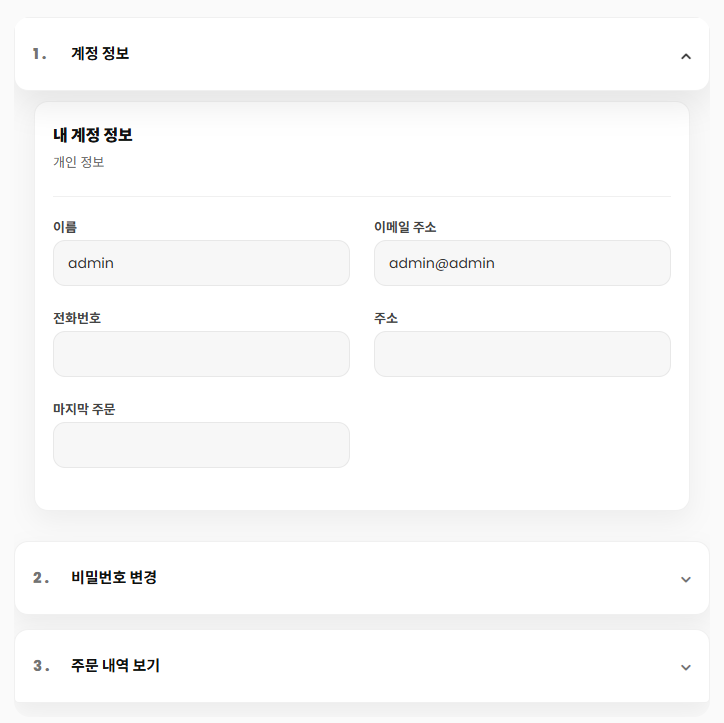 1. 계정 정보
내 계정 정보
개인 정보
이름
이메일 주소
admin
admin@admin
전화번호
주소
마지막 주문
2. 비밀번호 변경
3. 주문 내역 보기